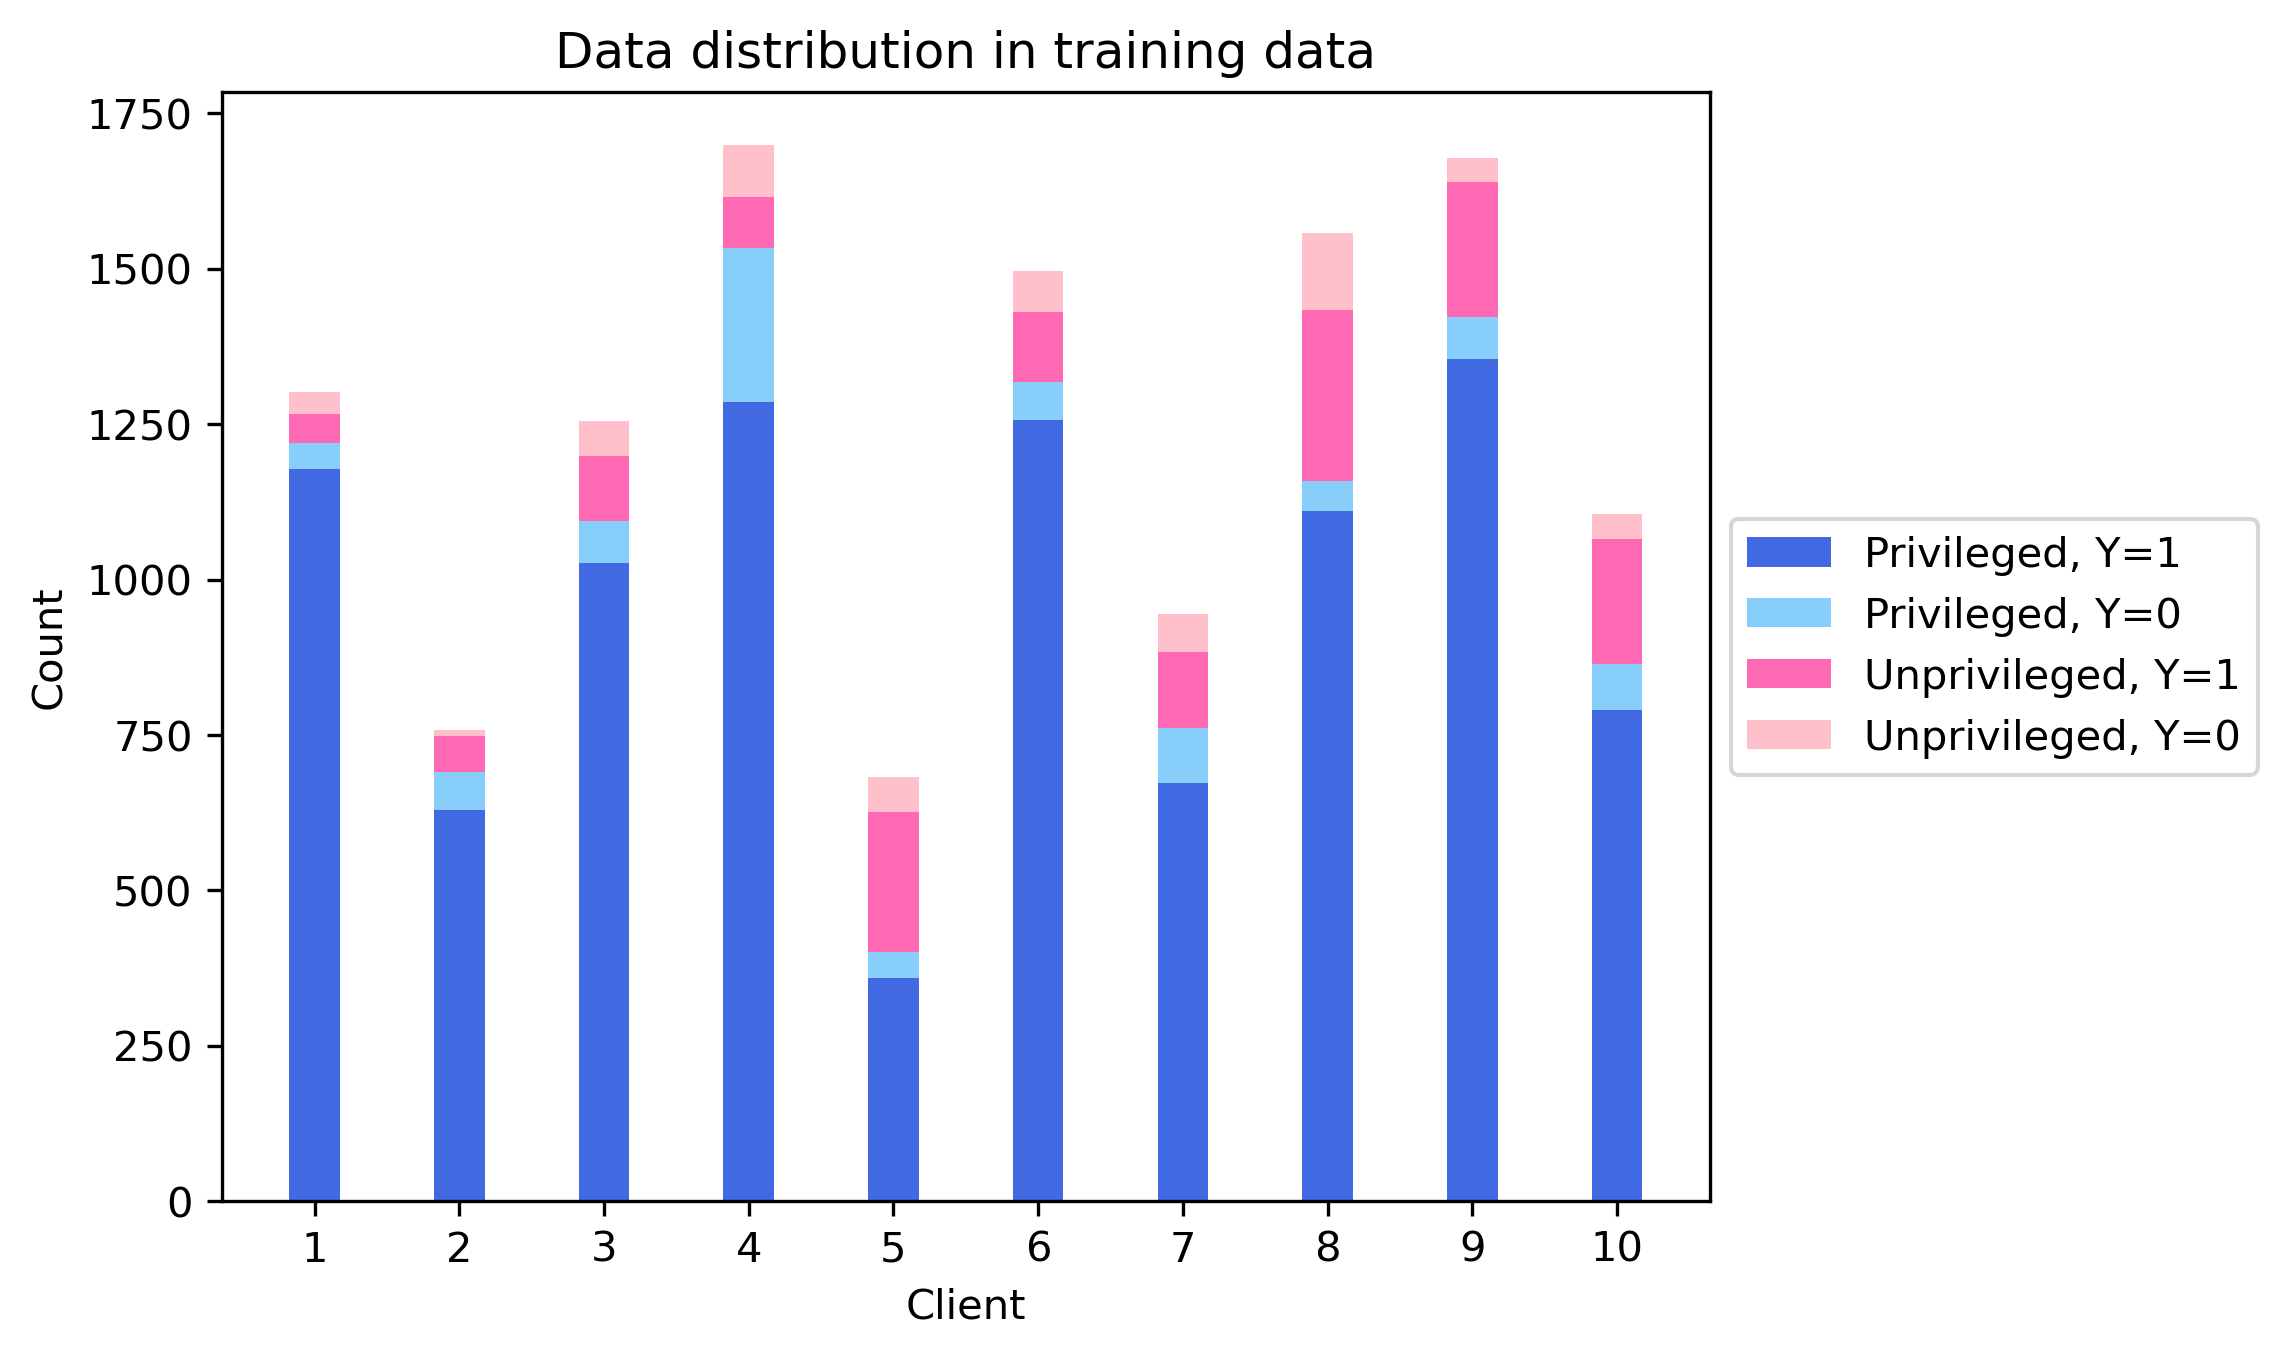 Data distribution in training data
1750
1500
1250
1000
750
500
250
0
Count
1 2 3 4 5 6 7 8 9 10
Client
Privileged, Y=1
Privileged, Y=0
Unprivileged, Y=1
Unprivileged, Y=0